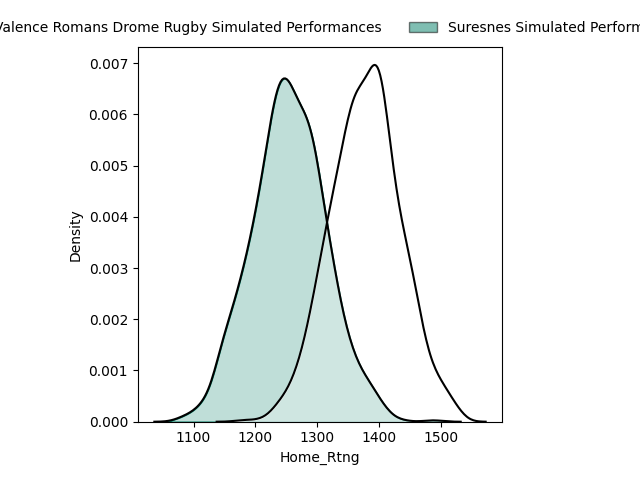 Valence Romans Drome Rugby Simulated Performances
Suresnes Simulated
0.007
0.006
0.005
0.004
0.003
0.002
0.001
0.000
Density
1100 1200 1300 1400 1500
Home_Rtng